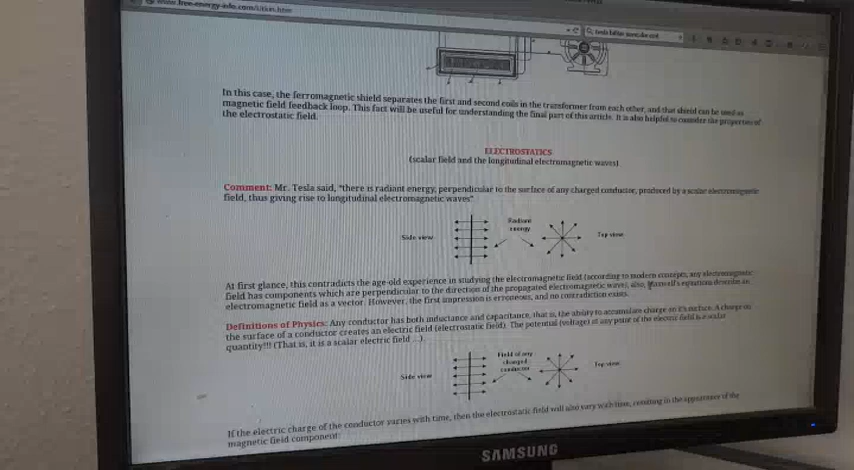 www.free-energy-info.com/
In this case, the ferromagnetic shield separates the first and second coils in the transformer from each other, and that shield can be used as
magnetic field feedback loop. This fact will be useful for understanding the final part of this article. It is also helpful to consider the properties of
the electrostatic field.
ELECTROSTATICS
(scalar field and the longitudinal electromagnetic waves)
Comment: Mr. Tesla said, "there is radiant energy, perpendicular to the surface of any charged conductor, produced by a scalar electromagnetic
field, thus giving rise to longitudinal electromagnetic waves"
Side view
Radiant
energy
Top view
At first glance, this contradicts the age-old experience in studying the electromagnetic field (according to modern concepts, any electromagnetic
field has components which are perpendicular to the direction of the propagated electromagnetic wave), also, Maxwell's equations describe an
electromagnetic field as a vector. However, the first impression is erroneous, and no contradiction exists.
Definitions of Physics: Any conductor has both inductance and capacitance, that is, the ability to accumulate charge on it's surface. A charge on
the surface of a conductor creates an electric field (electrostatic field). The potential (voltage) at any point of the electric field is a scalar
quantity!!! (That is, it is a scalar electric field ...).
Side view
Field of any
charged
conductor
Top view
If the electric charge of the conductor varies with time, then the electrostatic field will also vary with time, resulting in the appearance of the
magnetic field component:
SAMSUNG